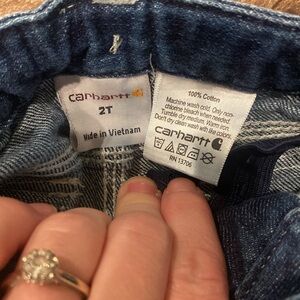 carhartt
2T
Made in Vietnam
100% Cotton
Machine wash cold. Only non-
chlorine bleach when needed.
Tumble dry medium. Warm iron.
Don't dry clean wash with like colors.
carhartt
RN 13706